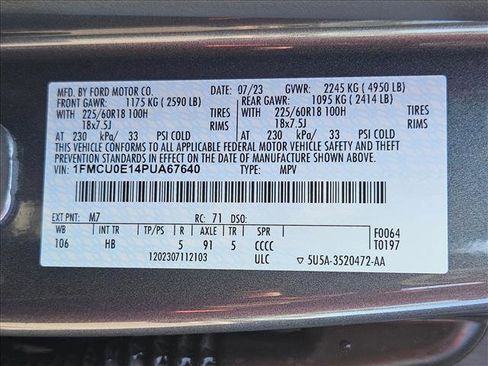 MFD. BY FORD MOTOR CO. 07/23 GVWR: 2245 KG ( 4950 LB)
FRONT GAWR: 1175 KG ( 2590 LB) REAR GAWR: 1095 KG ( 2414 LB)
WITH 225/60R18 100H TIRES WITH 225/60R18 100H TIRES
18x7.5J RIMS 18x7.5J RIMS
AT 230 kPa/ 33 PSI COLD AT 230 kPa/ 33 PSI COLD
THIS VEHICLE CONFORMS TO ALL APPLICABLE FEDERAL MOTOR VEHICLE SAFETY AND BUMPER
STANDARDS IN EFFECT ON THE DATE OF MANUFACTURE SHOWN ABOVE.
VIN: 1FMCU0E14PUA67640 TYPE: MPV
EXT PNT: M7 RC: 71 DSO:
WB INT TR TP/PS R AXLE TR SPR F0064
106 HB 5 91 5 CCCC T0197
1202307112103 ULC ▽ 5U5A-3520472-AA